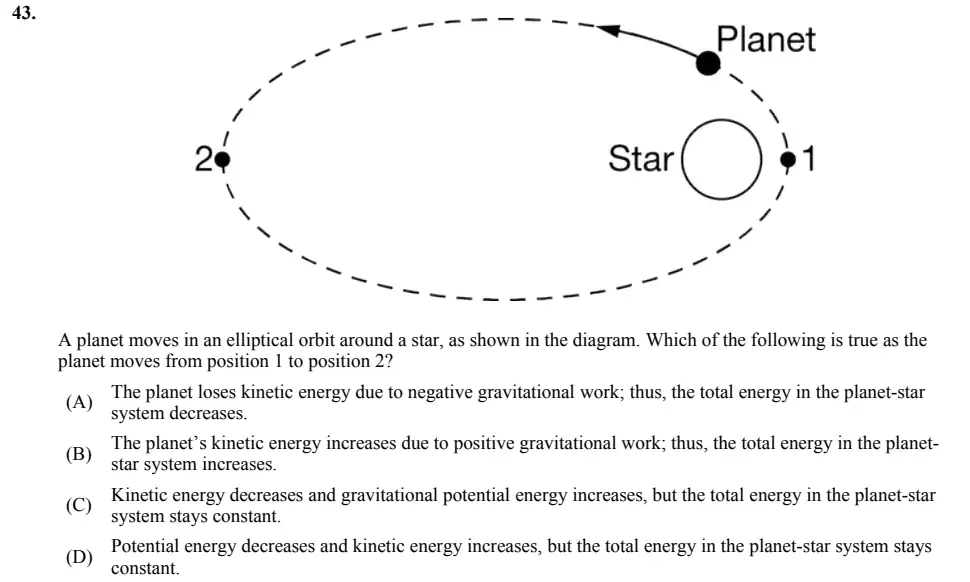 43.
Planet
2
Star
1
A planet moves in an elliptical orbit around a star, as shown in the diagram. Which of the following is true as the
planet moves from position 1 to position 2?
(A) The planet loses kinetic energy due to negative gravitational work; thus, the total energy in the planet-star
system decreases.
(B) The planet’s kinetic energy increases due to positive gravitational work; thus, the total energy in the planet-
star system increases.
(C) Kinetic energy decreases and gravitational potential energy increases, but the total energy in the planet-star
system stays constant.
(D) Potential energy decreases and kinetic energy increases, but the total energy in the planet-star system stays
constant.